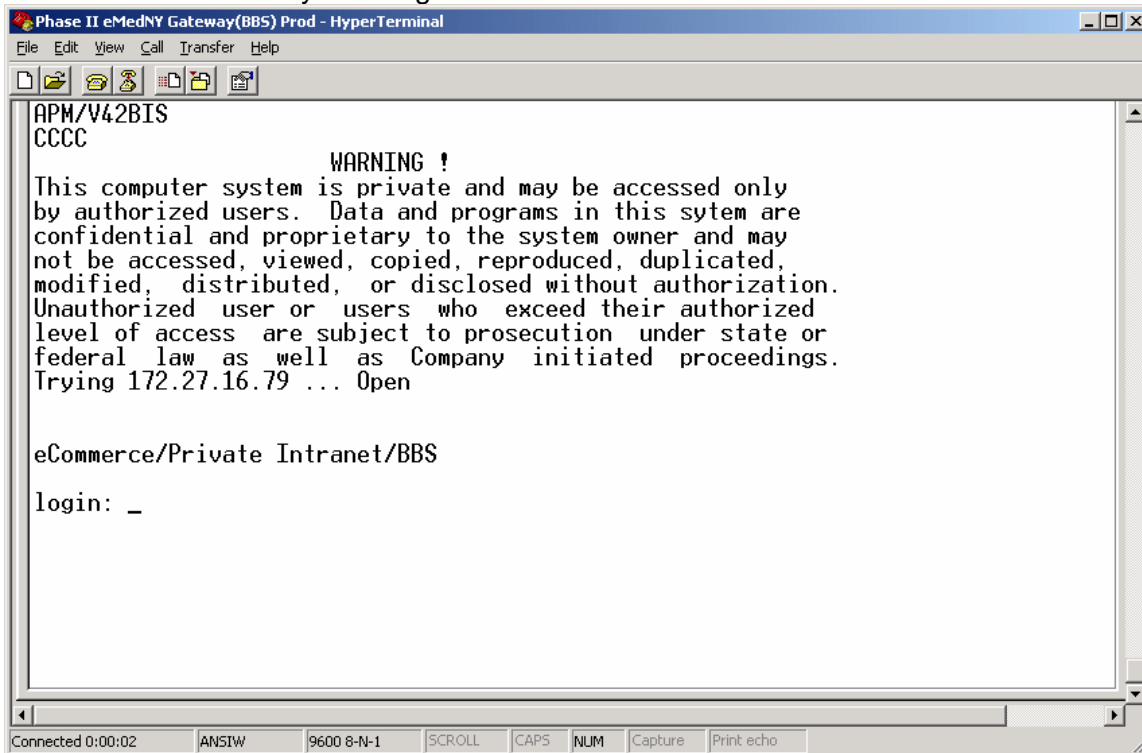 Phase II eMedNY Gateway(BBS) Prod - HyperTerminal
File Edit View Call Transfer Help
APM/V42BIS
CCCC
WARNING !
This computer system is private and may be accessed only
by authorized users.  Data and programs in this sytem are
confidential and proprietary to the system owner and may
not be accessed, viewed, copied, reproduced, duplicated,
modified,  distributed,  or disclosed without authorization.
Unauthorized  user or  users  who  exceed their authorized
level of access  are subject to prosecution  under state or
federal  law  as  well  as  Company  initiated  proceedings.
Trying 172.27.16.79 ... Open
eCommerce/Private Intranet/BBS
login: _
Connected 0:00:02 ANSIW 9600 8-N-1 SCROLL CAPS NUM Capture Print echo